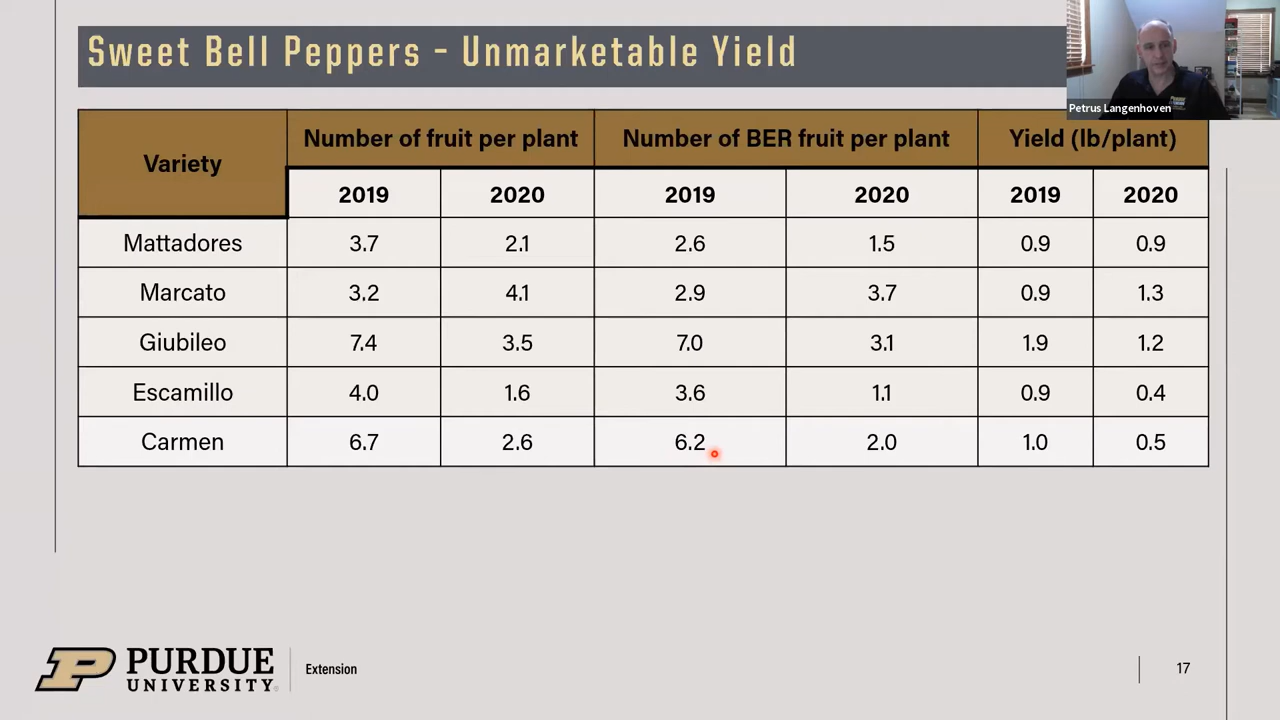 Sweet Bell Peppers - Unmarketable Yield
Petrus Langenhoven
Variety Number of fruit per plant Number of BER fruit per plant Yield (lb/plant)
2019 2020 2019 2020 2019 2020
Mattadores 3.7 2.1 2.6 1.5 0.9 0.9
Marcato 3.2 4.1 2.9 3.7 0.9 1.3
Giubileo 7.4 3.5 7.0 3.1 1.9 1.2
Escamillo 4.0 1.6 3.6 1.1 0.9 0.4
Carmen 6.7 2.6 6.2 2.0 1.0 0.5
P PURDUE
UNIVERSITY
Extension
17